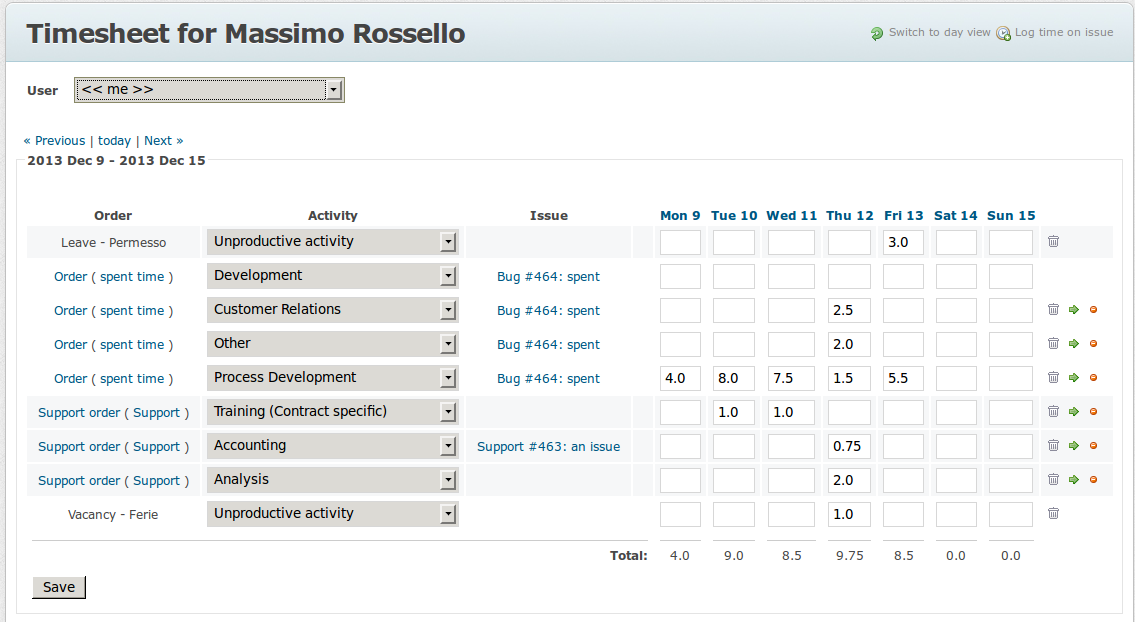 Timesheet for Massimo Rossello
Switch to day view Log time on issue
User << me >>
« Previous | today | Next »
2013 Dec 9 - 2013 Dec 15
Order Activity Issue Mon 9 Tue 10 Wed 11 Thu 12 Fri 13 Sat 14 Sun 15
Leave - Permesso Unproductive activity 3.0
Order ( spent time ) Development Bug #464: spent
Order ( spent time ) Customer Relations Bug #464: spent 2.5
Order ( spent time ) Other Bug #464: spent 2.0
Order ( spent time ) Process Development Bug #464: spent 4.0 8.0 7.5 1.5 5.5
Support order ( Support ) Training (Contract specific) 1.0 1.0
Support order ( Support ) Accounting Support #463: an issue 0.75
Support order ( Support ) Analysis 2.0
Vacancy - Ferie Unproductive activity 1.0
Total: 4.0 9.0 8.5 9.75 8.5 0.0 0.0
Save